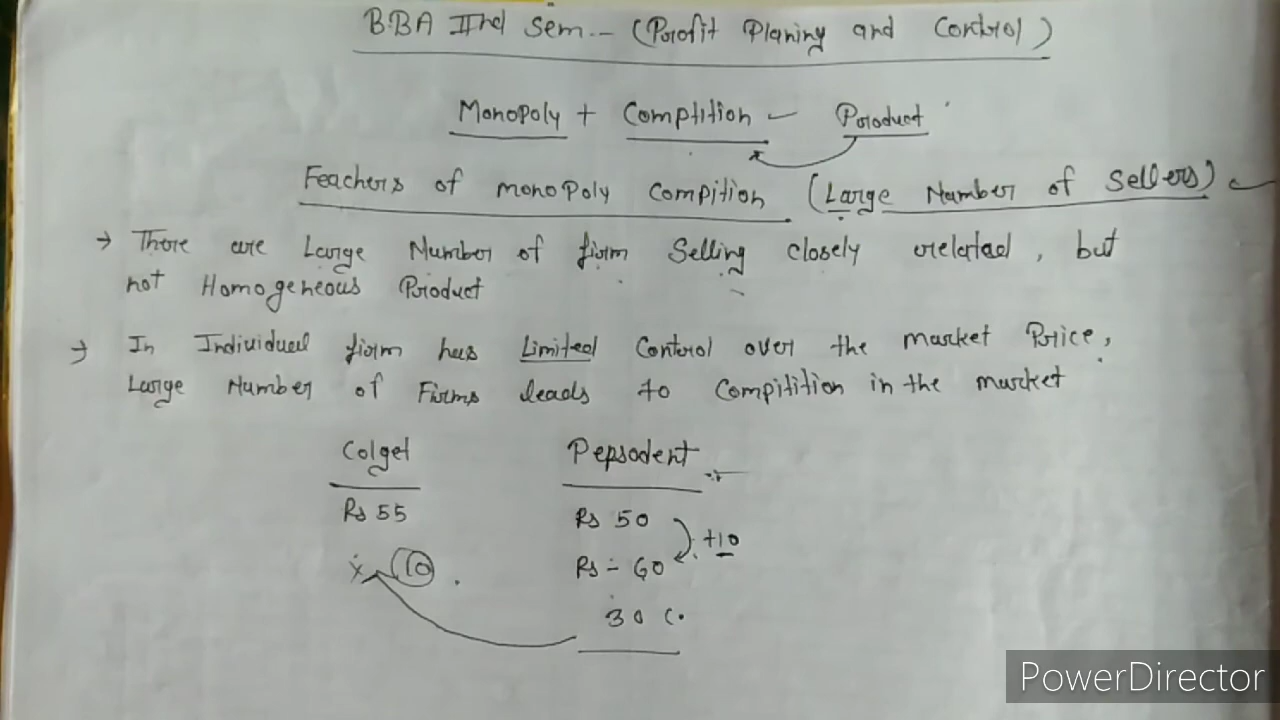 BBA IInd Sem. - (Profit Planing and Control)
Monopoly + Comptition - Product
Feachers of monoPoly Compition (Large Number of Sellers)
→ There are Large Number of firm Selling closely related, but
not Homogeneous Product
→ In Individual firm has Limited Control over the market Price,
Large Number of Firms leads to Compitition in the market
Colget Pepsodent
Rs 55 Rs 50
+10
10 Rs - 60
30
PowerDirector